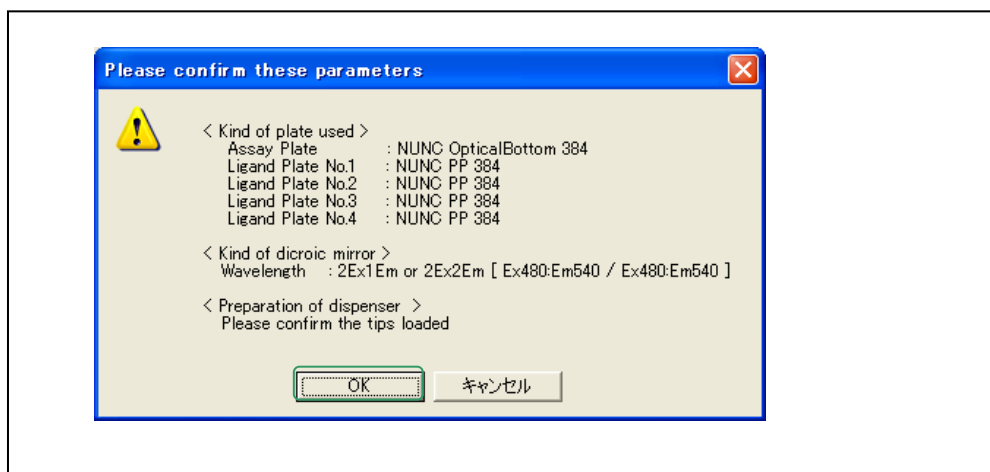 Please confirm these parameters
< Kind of plate used >
Assay Plate : NUNC OpticalBottom 384
Ligand Plate No.1 : NUNC PP 384
Ligand Plate No.2 : NUNC PP 384
Ligand Plate No.3 : NUNC PP 384
Ligand Plate No.4 : NUNC PP 384
< Kind of dicroic mirror >
Wavelength : 2Ex1Em or 2Ex2Em [ Ex480:Em540 / Ex480:Em540 ]
< Preparation of dispenser >
Please confirm the tips loaded
OK キャンセル